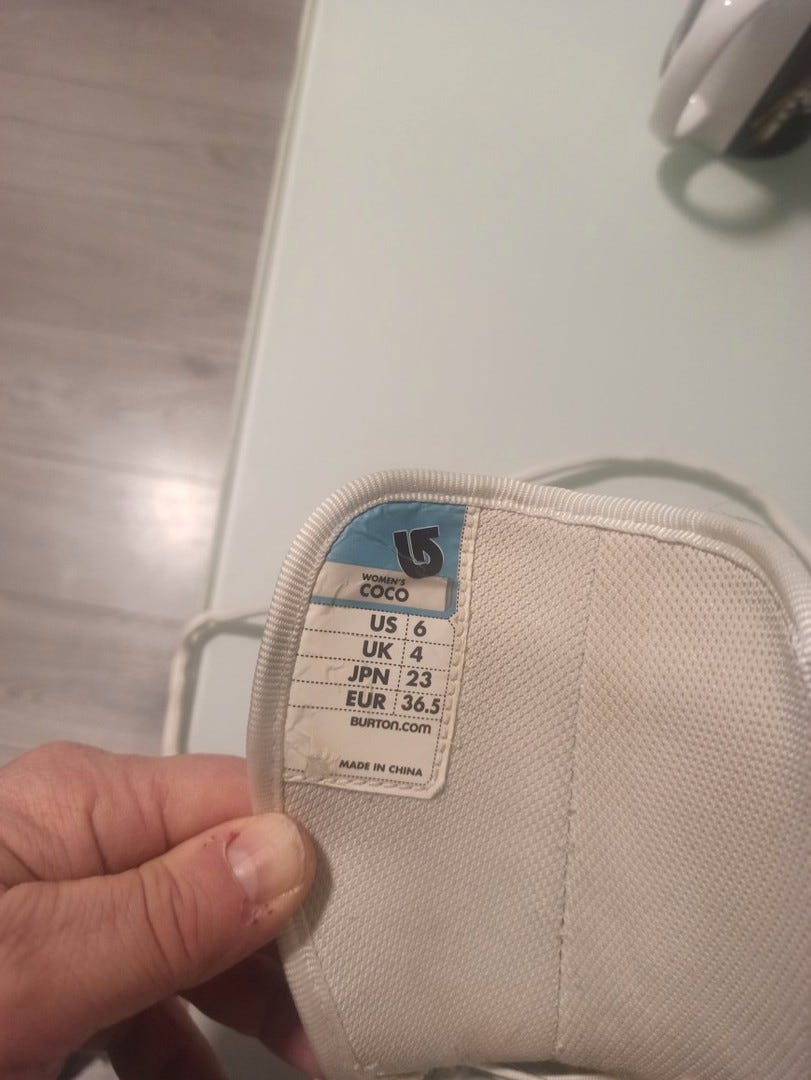 WOMEN'S
COCO
US 6
UK 4
JPN 23
EUR 36.5
BURTON.COM
MADE IN CHINA